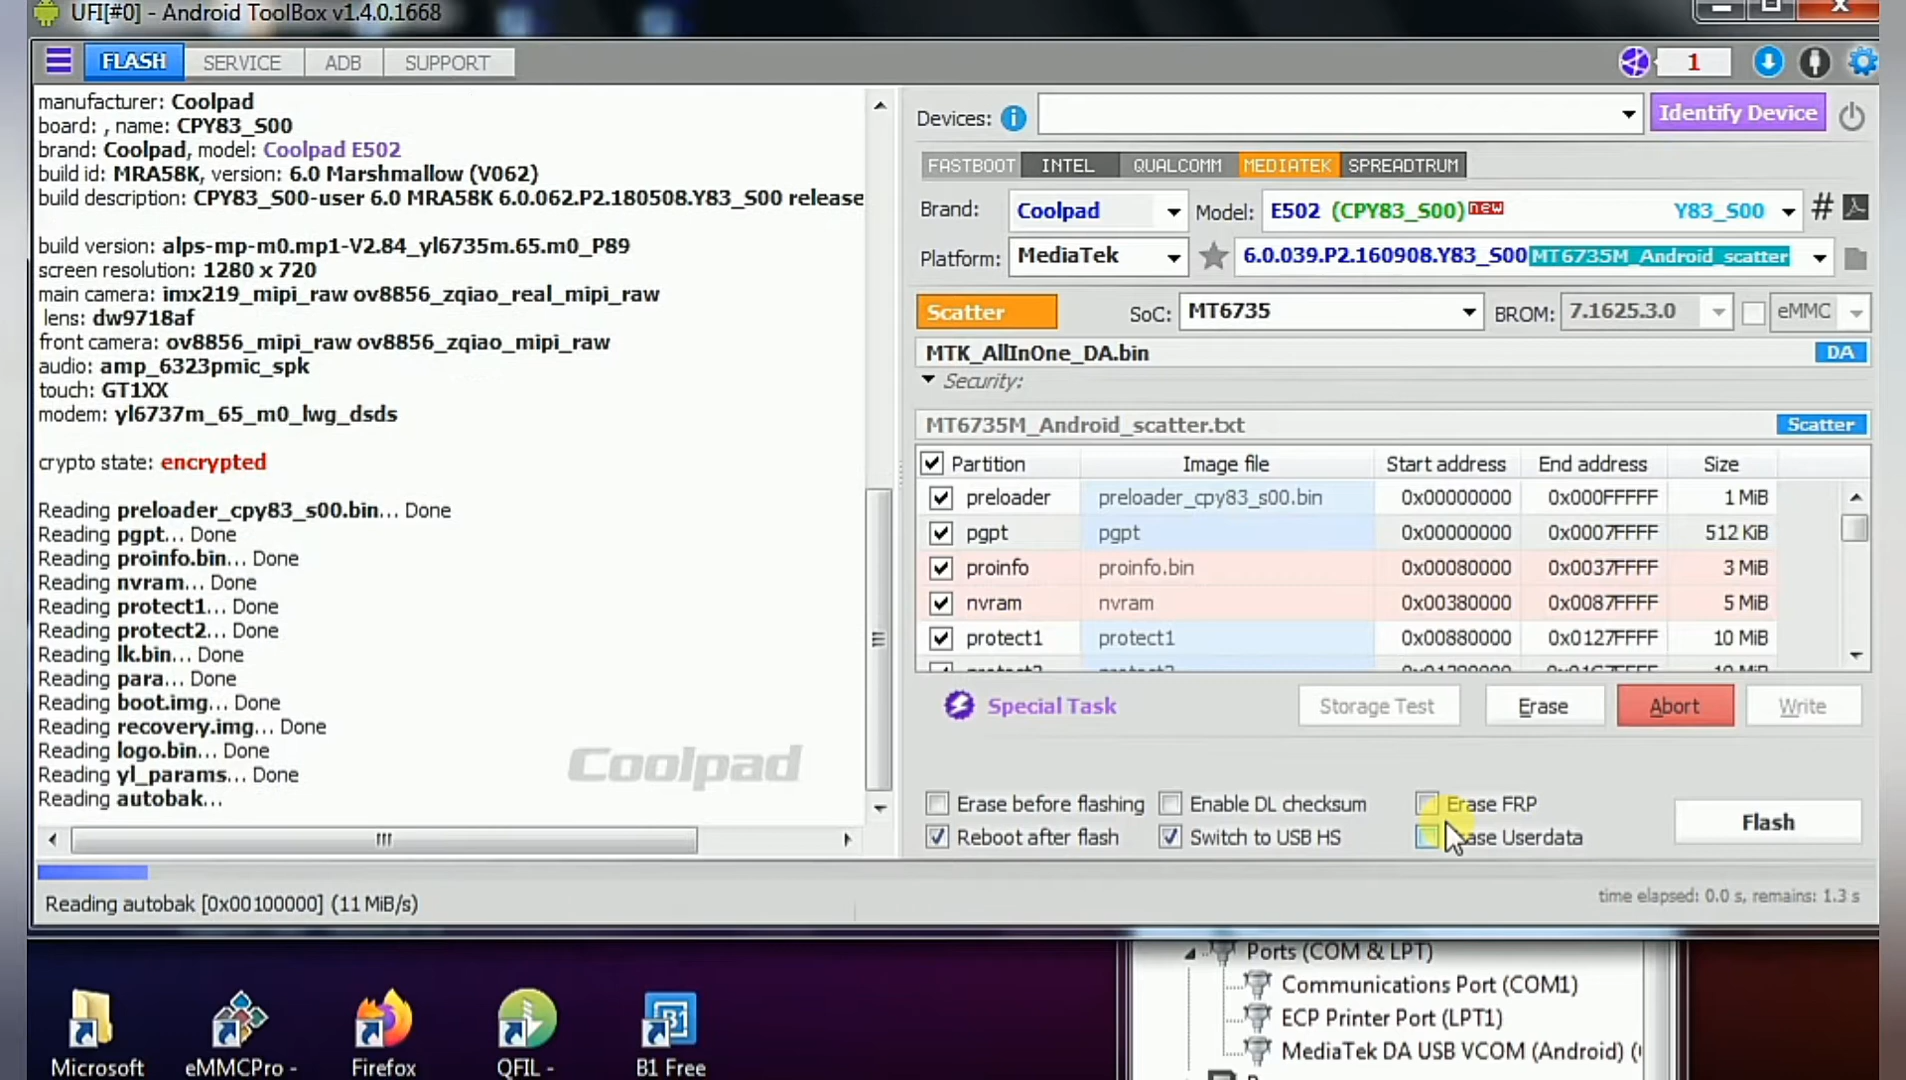 UFI[#0] - Android ToolBox v1.4.0.1668
FLASH SERVICE ADB SUPPORT
1
manufacturer: Coolpad
board: , name: CPY83_S00
brand: Coolpad, model: Coolpad E502
build id: MRA58K, version: 6.0 Marshmallow (V062)
build description: CPY83_S00-user 6.0 MRA58K 6.0.062.P2.180508.Y83_S00 release
build version: alps-mp-m0.mp1-V2.84_yl6735m.65.m0_P89
screen resolution: 1280 x 720
main camera: imx219_mipi_raw ov8856_zqiao_real_mipi_raw
lens: dw9718af
front camera: ov8856_mipi_raw ov8856_zqiao_mipi_raw
audio: amp_6323pmic_spk
touch: GT1XX
modem: yl6737m_65_m0_lwg_dsds
crypto state: encrypted
Reading preloader_cpy83_s00.bin... Done
Reading pgpt... Done
Reading proinfo.bin... Done
Reading nvram... Done
Reading protect1... Done
Reading protect2... Done
Reading lk.bin... Done
Reading para... Done
Reading boot.img... Done
Reading recovery.img... Done
Reading logo.bin... Done
Reading yl_params... Done
Reading autobak...
Coolpad
Devices: Identify Device
FASTBOOT INTEL QUALCOMM MEDIATEK SPREADTRUM
Brand: Coolpad Model: E502 (CPY83_S00) new Y83_S00 #
Platform: MediaTek 6.0.039.P2.160908.Y83_S00 MT6735M_Android_scatter
Scatter SoC: MT6735 BROM: 7.1625.3.0 eMMC
MTK_AllInOne_DA.bin DA
Security:
MT6735M_Android_scatter.txt Scatter
Partition Image file Start address End address Size
preloader preloader_cpy83_s00.bin 0x00000000 0x000FFFFF 1 MiB
pgpt pgpt 0x00000000 0x0007FFFF 512 KiB
proinfo proinfo.bin 0x00080000 0x0037FFFF 3 MiB
nvram nvram 0x00380000 0x0087FFFF 5 MiB
protect1 protect1 0x00880000 0x0127FFFF 10 MiB
Special Task Storage Test Erase Abort Write
Erase before flashing Enable DL checksum Erase FRP
Reboot after flash Switch to USB HS ase Userdata
Flash
Reading autobak [0x00100000] (11 MiB/s)
time elapsed: 0.0 s, remains: 1.3 s
Ports (COM & LPT)
Communications Port (COM1)
ECP Printer Port (LPT1)
MediaTek DA USB VCOM (Android) (
Microsoft eMMCPro - Firefox QFIL - B1 Free